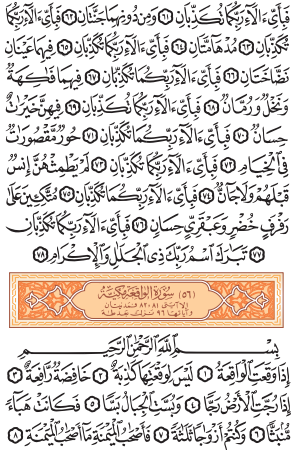 فَبِأَيِّ ءَالَآءِ رَبِّكُمَا تُكَذِّبَانِ ٦١ وَمِن دُونِهِمَا جَنَّتَانِ ٦٢ فَبِأَيِّ ءَالَآءِ رَبِّكُمَا
تُكَذِّبَانِ ٦٣ مُدْهَآمَّتَانِ ٦٤ فَبِأَيِّ ءَالَآءِ رَبِّكُمَا تُكَذِّبَانِ ٦٥ فِيهِمَا عَيْنَانِ
نَضَّاخَتَانِ ٦٦ فَبِأَيِّ ءَالَآءِ رَبِّكُمَا تُكَذِّبَانِ ٦٧ فِيهِمَا فَٰكِهَةٌ
وَنَخْلٌ وَرُمَّانٌ ٦٨ فَبِأَيِّ ءَالَآءِ رَبِّكُمَا تُكَذِّبَانِ ٦٩ فِيهِنَّ خَيْرَٰتٌ
حِسَانٌ ٧٠ فَبِأَيِّ ءَالَآءِ رَبِّكُمَا تُكَذِّبَانِ ٧١ حُورٌ مَّقْصُورَٰتٌ
فِي ٱلْخِيَامِ ٧٢ فَبِأَيِّ ءَالَآءِ رَبِّكُمَا تُكَذِّبَانِ ٧٣ لَمْ يَطْمِثْهُنَّ إِنسٌ
قَبْلَهُمْ وَلَا جَآنٌّ ٧٤ فَبِأَيِّ ءَالَآءِ رَبِّكُمَا تُكَذِّبَانِ ٧٥ مُتَّكِـِٔينَ عَلَىٰ
رَفْرَفٍ خُضْرٍ وَعَبْقَرِيٍّ حِسَانٍ ٧٦ فَبِأَيِّ ءَالَآءِ رَبِّكُمَا تُكَذِّبَانِ
٧٧ تَبَٰرَكَ ٱسْمُ رَبِّكَ ذِي ٱلْجَلَٰلِ وَٱلْإِكْرَامِ ٧٨
(٥٦) سُورَةُ الوَاقِعَةِ مَكِّيَّة
إلا آيتى ٨١ و ٨٢ فمدنيتان
وآياتها ٩٦ نزلت بعد طه
بِسْمِ ٱللَّهِ ٱلرَّحْمَٰنِ ٱلرَّحِيمِ
إِذَا وَقَعَتِ ٱلْوَاقِعَةُ ١ لَيْسَ لِوَقْعَتِهَا كَاذِبَةٌ ٢ خَافِضَةٌ رَّافِعَةٌ ٣
إِذَا رُجَّتِ ٱلْأَرْضُ رَجًّا ٤ وَبُسَّتِ ٱلْجِبَالُ بَسًّا ٥ فَكَانَتْ هَبَآءً
مُّنۢبَثًّا ٦ وَكُنتُمْ أَزْوَٰجًا ثَلَٰثَةً ٧ فَأَصْحَٰبُ ٱلْمَيْمَنَةِ مَآ أَصْحَٰبُ ٱلْمَيْمَنَةِ ٨